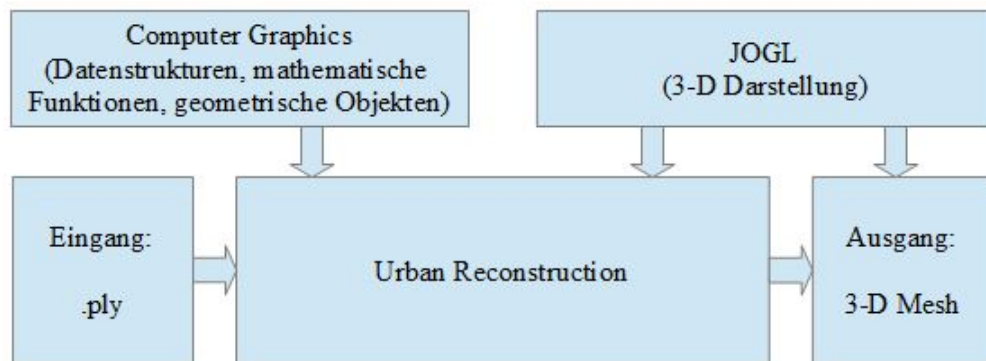 Computer Graphics
(Datenstrukturen, mathematische
Funktionen, geometrische Objekten)
JOGL
(3-D Darstellung)
Eingang:
.ply
Urban Reconstruction
Ausgang:
3-D Mesh